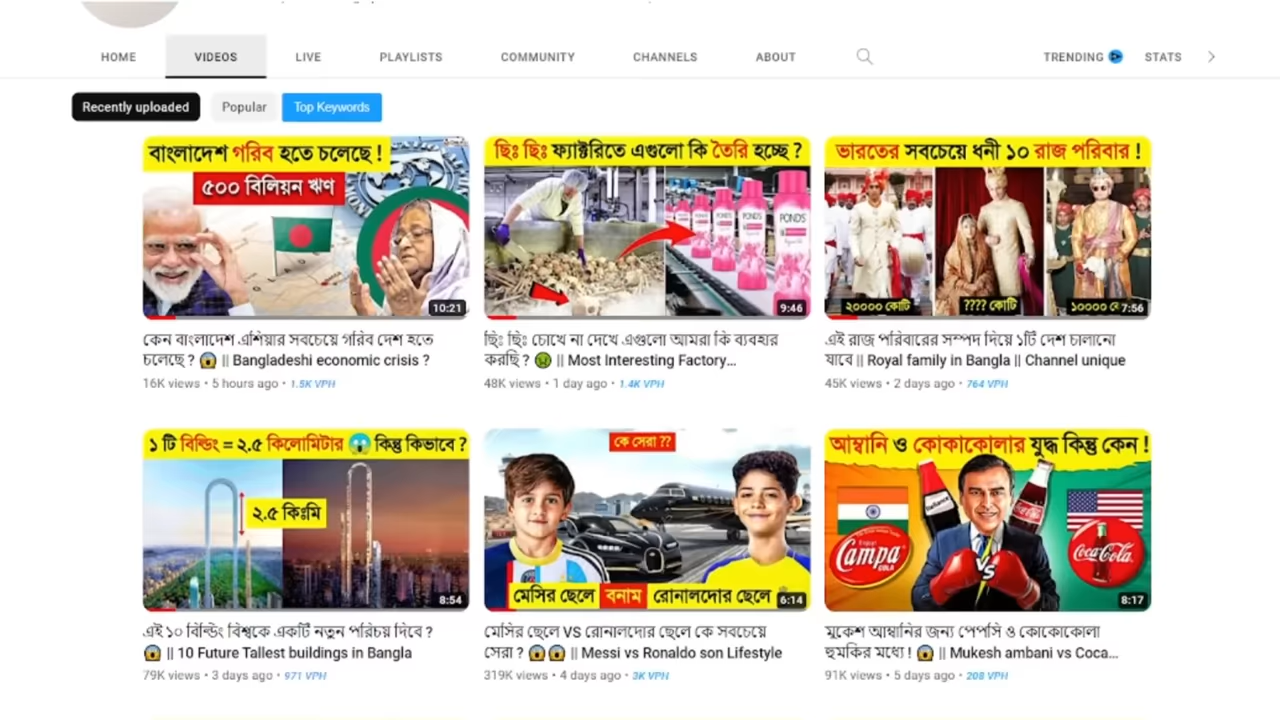 HOME VIDEOS LIVE PLAYLISTS COMMUNITY CHANNELS ABOUT TRENDING STATS
Recently uploaded Popular Top Keywords
বাংলাদেশ গরিব হতে চলেছে !
৫০০ বিলিয়ন ঋণ
10:21
কেন বাংলাদেশ এশিয়ার সবচেয়ে গরিব দেশ হতে
চলেছে ? 😱 || Bangladeshi economic crisis ?
16K views • 5 hours ago • 1.5K VPH
ছিঃ ছিঃ ফ্যাক্টরিতে এগুলো কি তৈরি হচ্ছে ?
POND'S
POND'S
POND'S
9:46
ছিঃ ছিঃ চোখে না দেখে এগুলো আমরা কি ব্যবহার
করছি ? 🤢 || Most Interesting Factory...
48K views • 1 day ago • 1.4K VPH
ভারতের সবচেয়ে ধনী ১০ রাজ পরিবার !
২০০০০ কোটি
???? কোটি
১০০০০
7:56
এই রাজ পরিবারের সম্পদ দিয়ে ১টি দেশ চালানো
যাবে || Royal family in Bangla || Channel unique
45K views • 2 days ago • 764 VPH
১ টি বিল্ডিং = ২.৫ কিলোমিটার 😱 কিন্তু কিভাবে ?
২.৫ কিঃমি
8:54
এই ১০ বিল্ডিং বিশ্বকে একটি নতুন পরিচয় দিবে ?
😱 || 10 Future Tallest buildings in Bangla
79K views • 3 days ago • 971 VPH
কে সেরা ??
মেসির ছেলে বনাম রোনালদোর ছেলে
6:14
মেসির ছেলে VS রোনালদোর ছেলে কে সবচেয়ে
সেরা ? 😱😱 || Messi vs Ronaldo son Lifestyle
319K views • 4 days ago • 3K VPH
আম্বানি ও কোকাকোলার যুদ্ধ কিন্তু কেন !
Campa
COLA
VS
Coca-Cola
8:17
মুকেশ আম্বানির জন্য পেপসি ও কোকোকোলা
হুমকির মধ্যে ! 😱 || Mukesh ambani vs Coca...
91K views • 5 days ago • 208 VPH